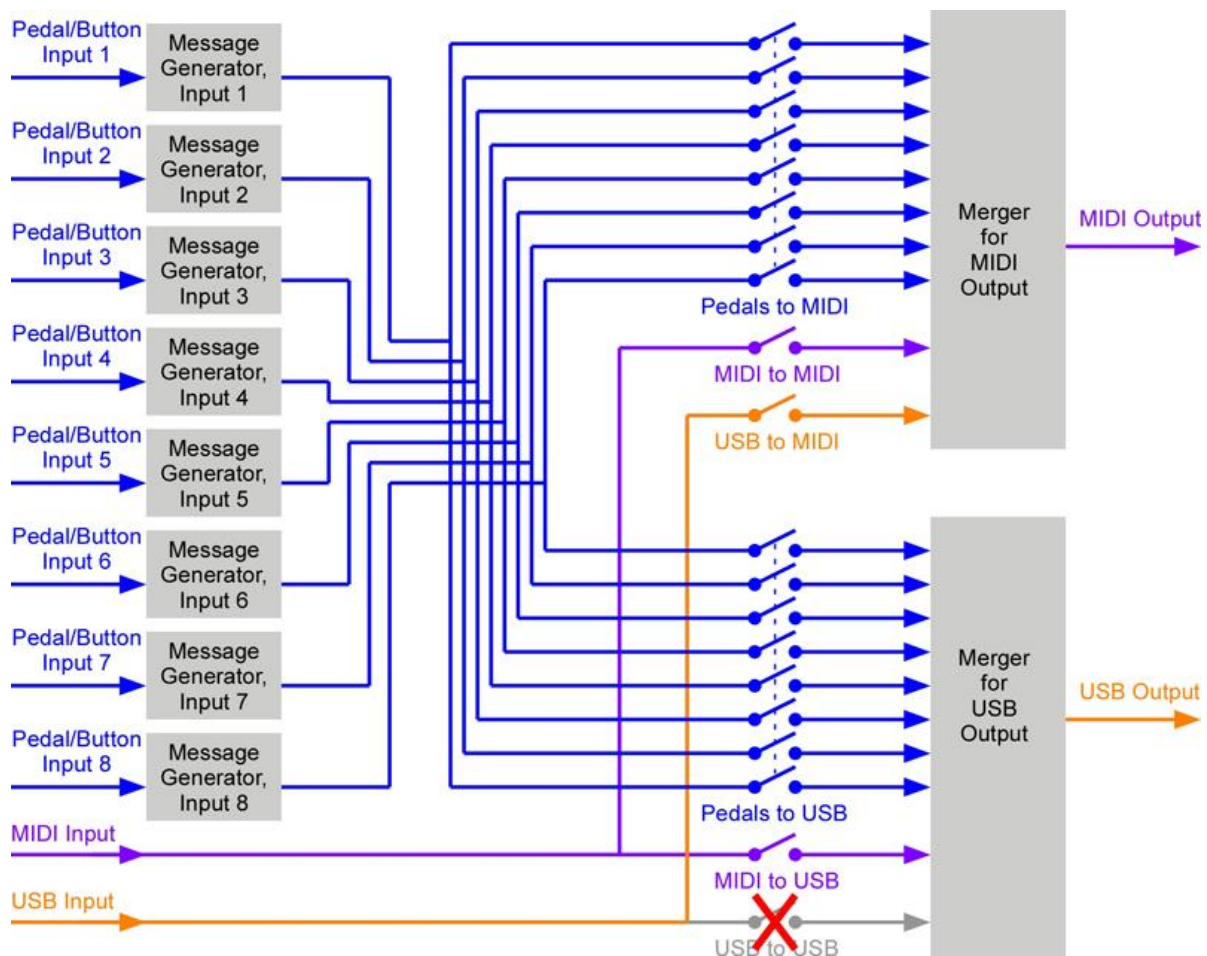 Pedal/Button
Input 1
Message
Generator,
Input 1
Pedal/Button
Input 2
Message
Generator,
Input 2
Pedal/Button
Input 3
Message
Generator,
Input 3
Pedal/Button
Input 4
Message
Generator,
Input 4
Pedal/Button
Input 5
Message
Generator,
Input 5
Pedal/Button
Input 6
Message
Generator,
Input 6
Pedal/Button
Input 7
Message
Generator,
Input 7
Pedal/Button
Input 8
Message
Generator,
Input 8
MIDI Input
USB Input
Pedals to MIDI
MIDI to MIDI
USB to MIDI
Pedals to USB
MIDI to USB
USB to USB
Merger
for
MIDI
Output
MIDI Output
Merger
for
USB
Output
USB Output